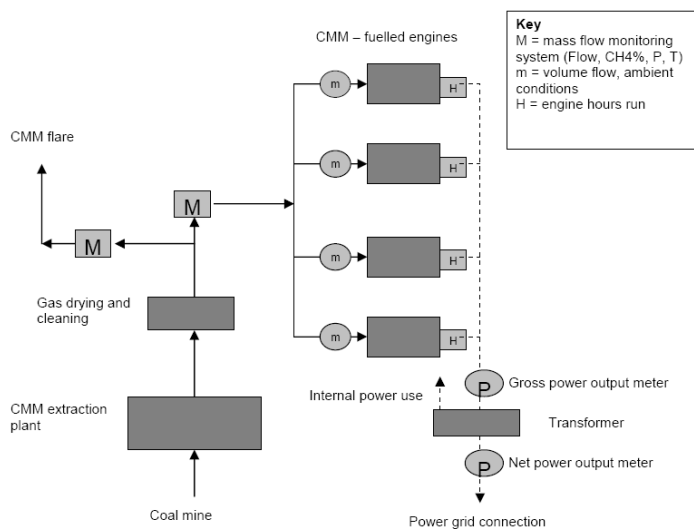 CMM – fuelled engines
Key
M = mass flow monitoring
system (Flow, CH4%, P, T)
m = volume flow, ambient
conditions
H = engine hours run
m
H
CMM flare
m
H
M
M
m
H
Gas drying and
cleaning
m
H
Internal power use
P
Gross power output meter
CMM extraction
plant
Transformer
P
Net power output meter
Coal mine
Power grid connection